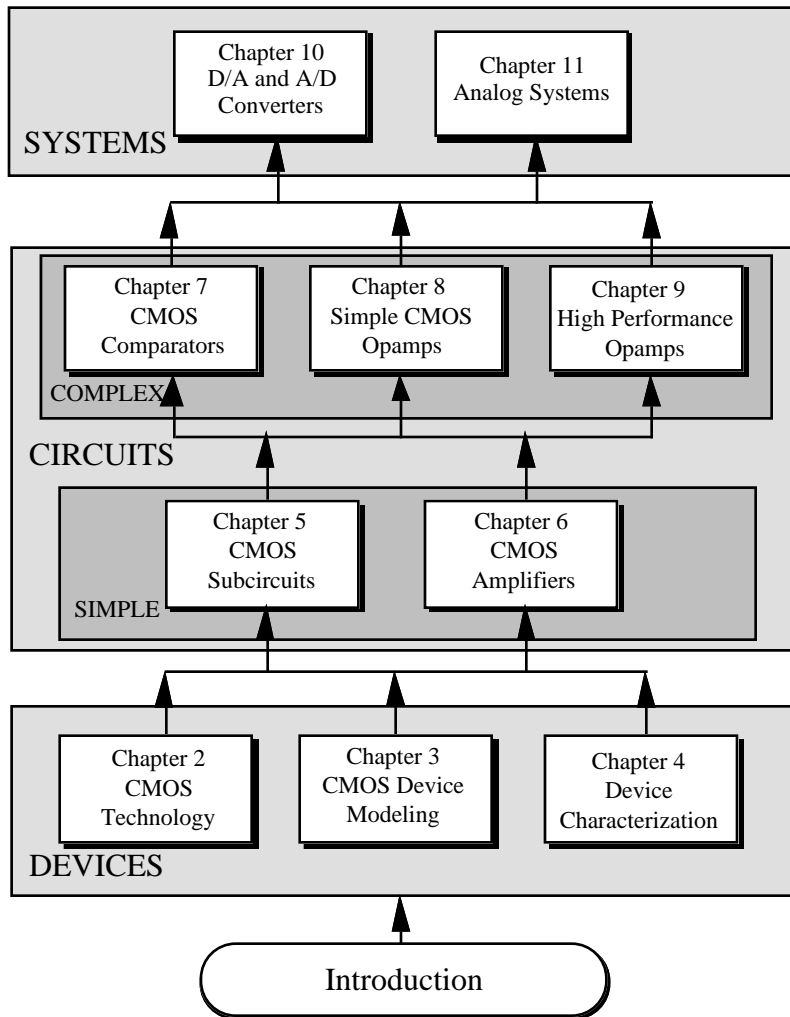 Chapter 10
D/A and A/D
Converters
Chapter 11
Analog Systems
SYSTEMS
Chapter 7
CMOS
Comparators
Chapter 8
Simple CMOS
Opamps
Chapter 9
High Performance
Opamps
COMPLEX
CIRCUITS
Chapter 5
CMOS
Subcircuits
Chapter 6
CMOS
Amplifiers
SIMPLE
Chapter 2
CMOS
Technology
Chapter 3
CMOS Device
Modeling
Chapter 4
Device
Characterization
DEVICES
Introduction